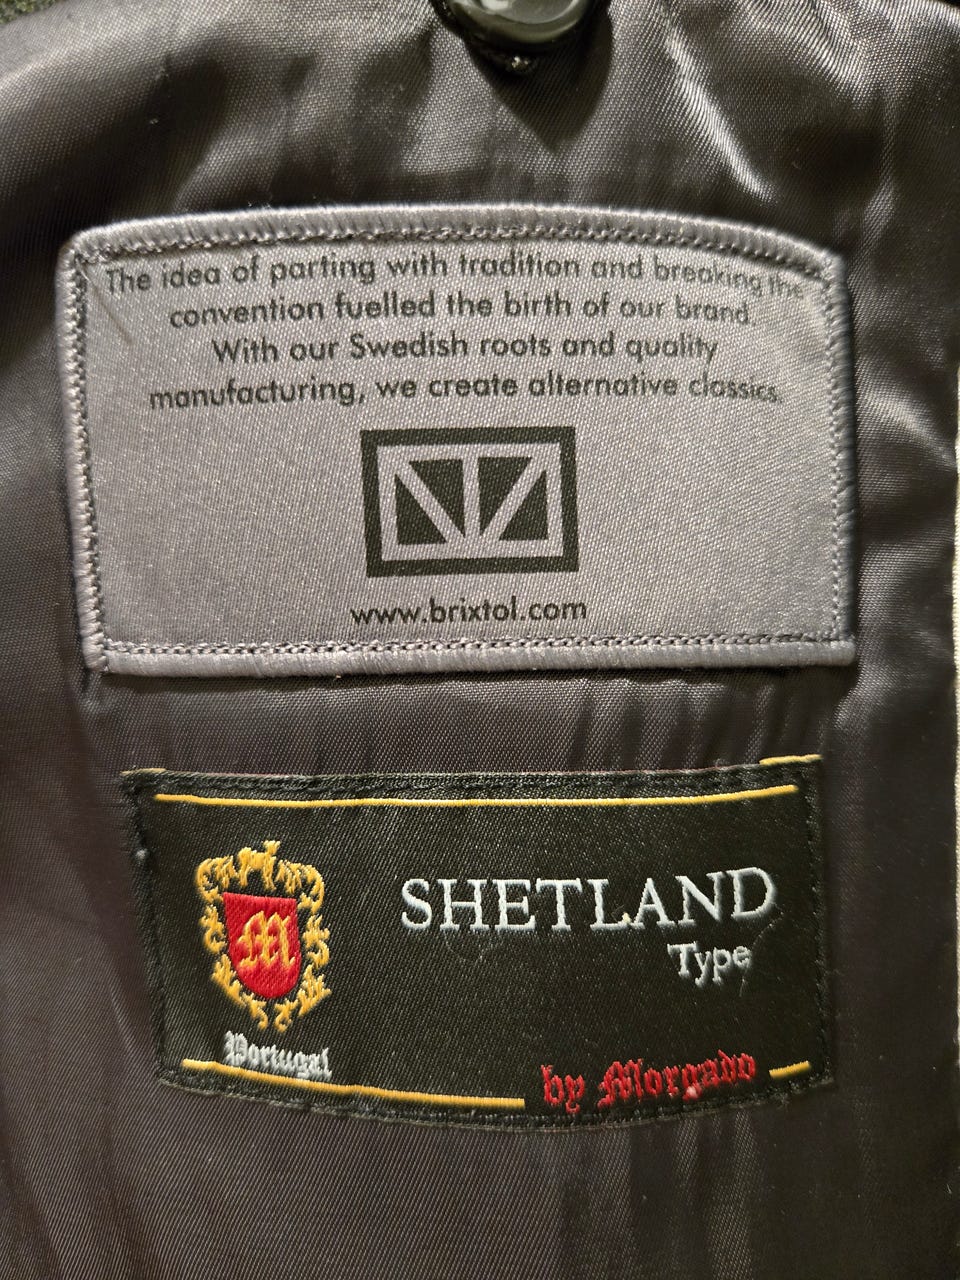 The idea of parting with tradition and breaking the
convention fuelled the birth of our brand.
With our Swedish roots and quality
manufacturing, we create alternative classics.
www.brixtol.com
SHETLAND
Type
M
Portugal
by Morgado